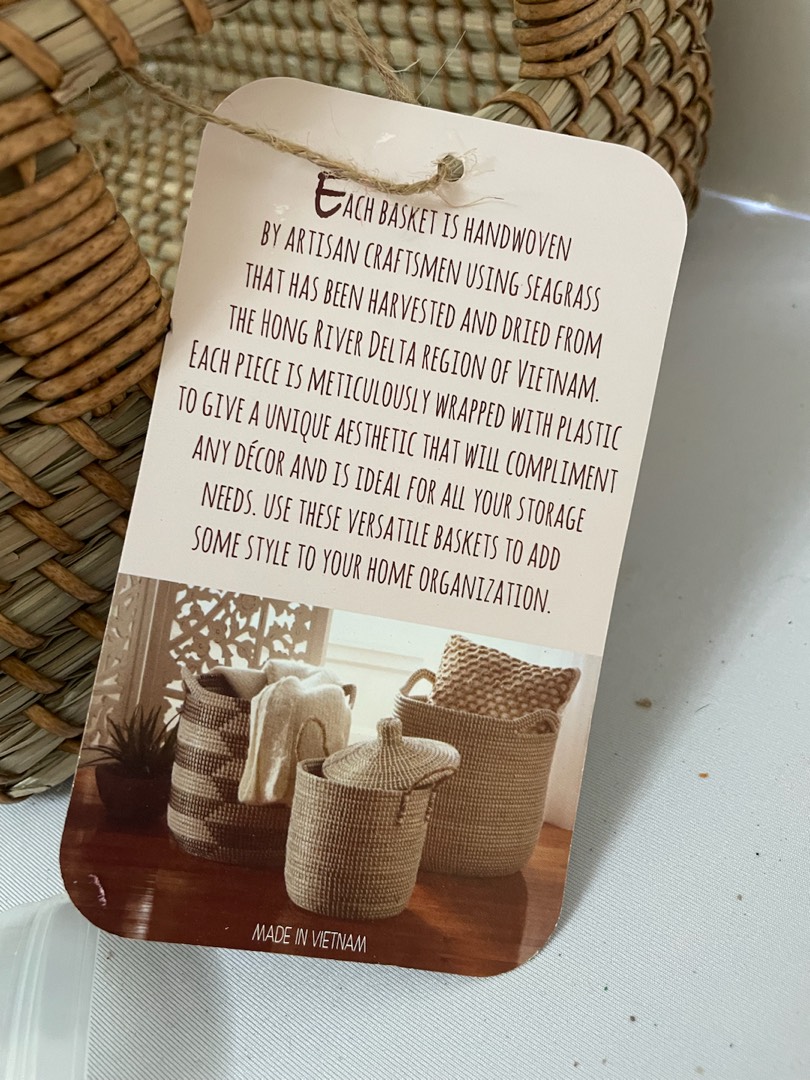 EACH BASKET IS HANDWOVEN
BY ARTISAN CRAFTSMEN USING SEAGRASS
THAT HAS BEEN HARVESTED AND DRIED FROM
THE HONG RIVER DELTA REGION OF VIETNAM.
EACH PIECE IS METICULOUSLY WRAPPED WITH PLASTIC
TO GIVE A UNIQUE AESTHETIC THAT WILL COMPLIMENT
ANY DÉCOR AND IS IDEAL FOR ALL YOUR STORAGE
NEEDS. USE THESE VERSATILE BASKETS TO ADD
SOME STYLE TO YOUR HOME ORGANIZATION.
MADE IN VIETNAM